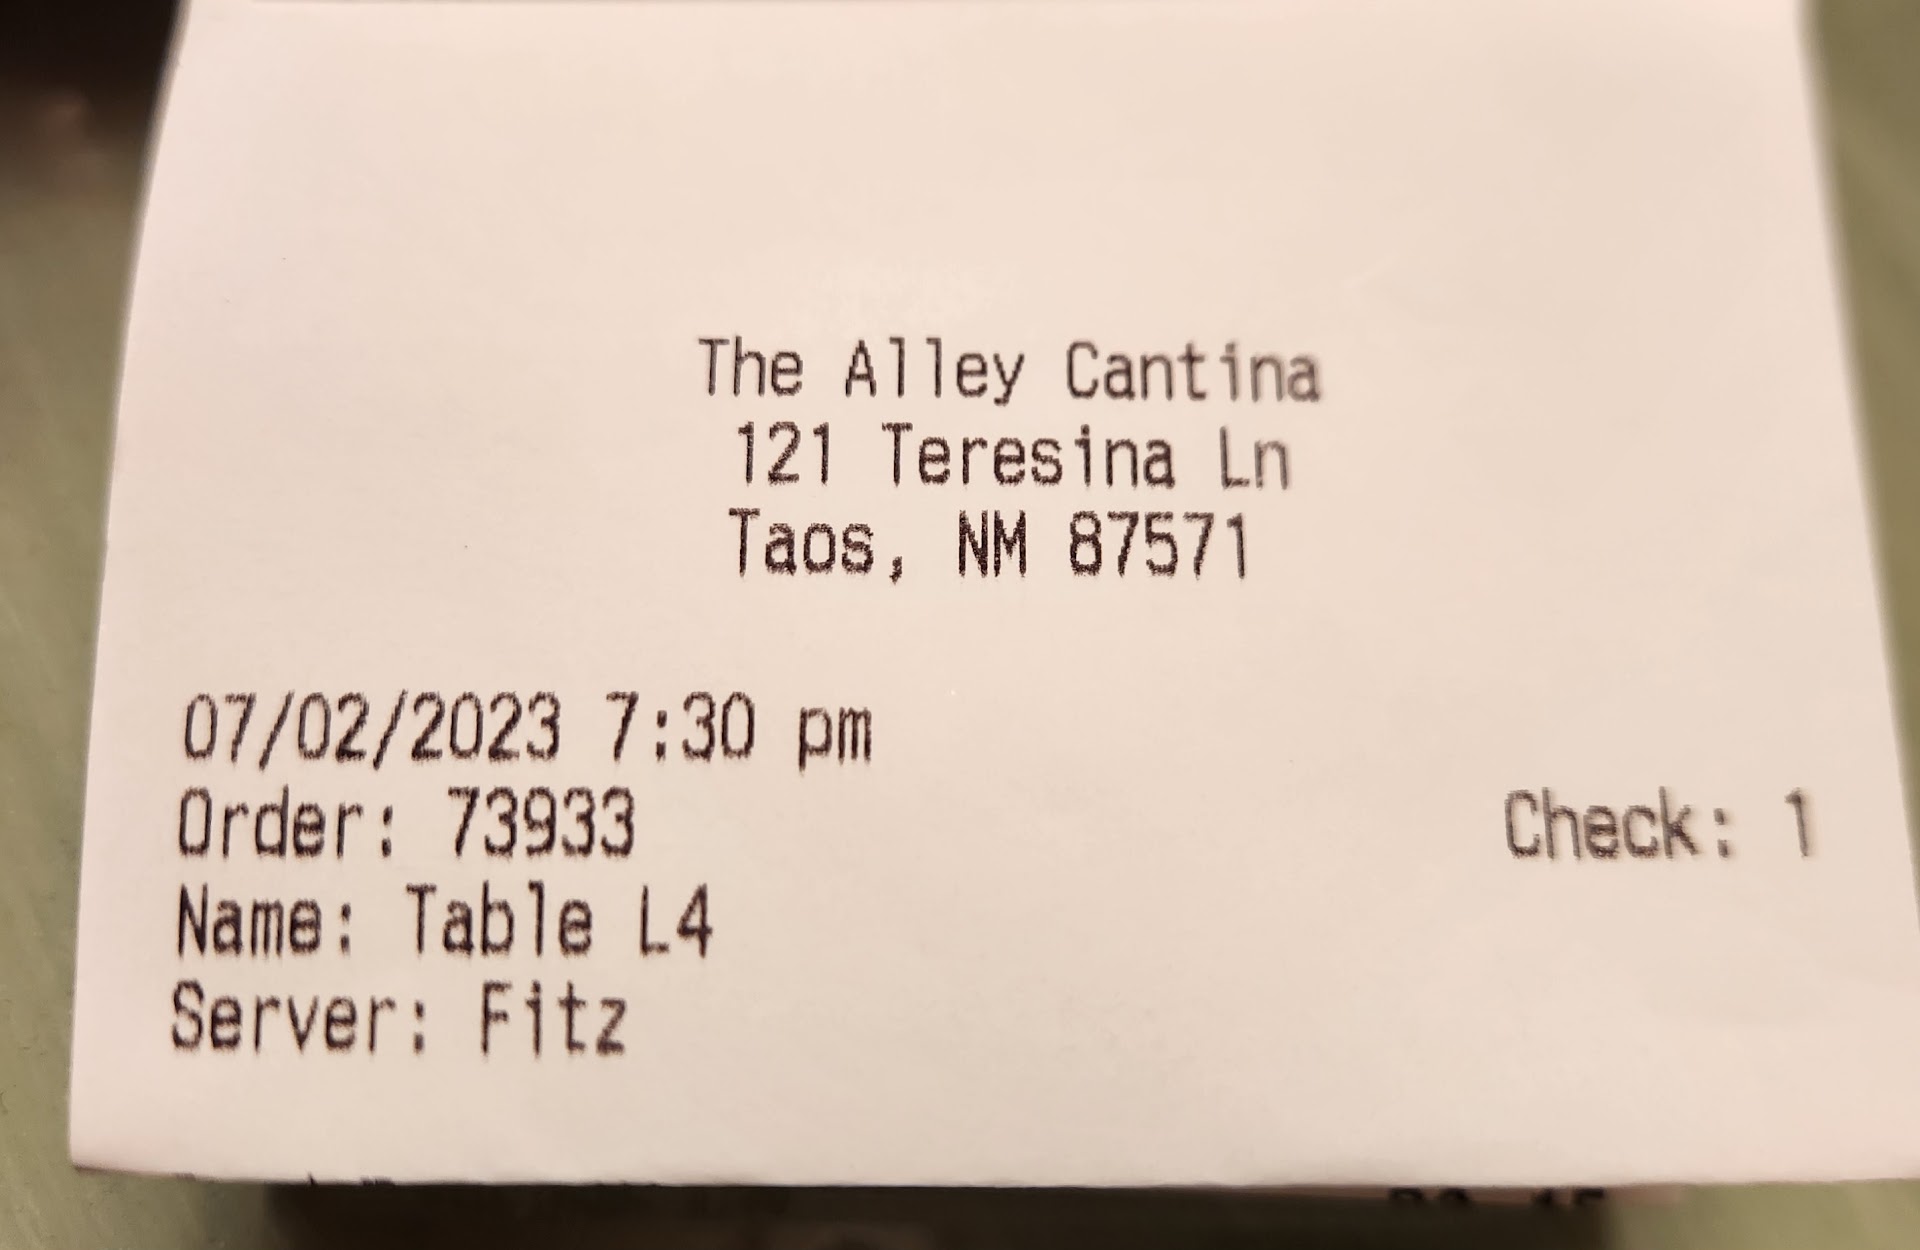 The Alley Cantina
121 Teresina Ln
Taos, NM 87571
07/02/2023 7:30 pm
Order: 73933
Check: 1
Name: Table L4
Server: Fitz